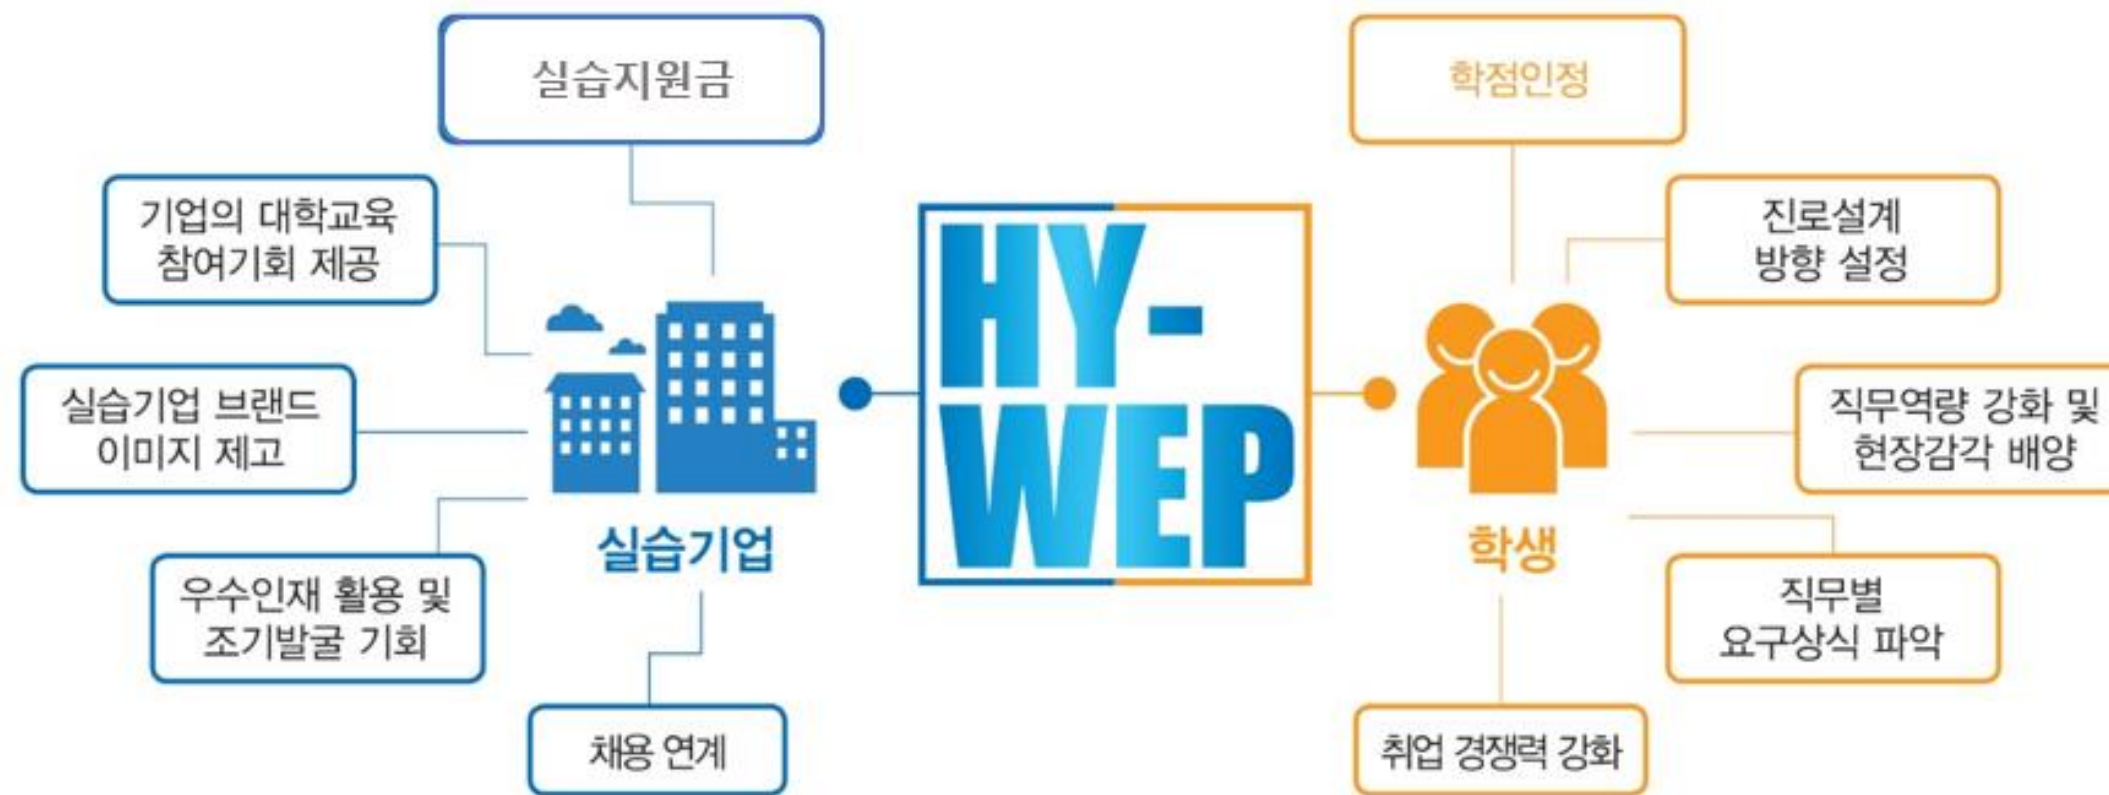 실습지원금
기업의 대학교육
참여기회 제공
실습기업 브랜드
이미지 제고
우수인재 활용 및
조기발굴 기회
채용 연계
실습기업
HY-
WEP
학점인정
진로설계
방향 설정
직무역량 강화 및
현장감각 배양
직무별
요구상식 파악
취업 경쟁력 강화
학생